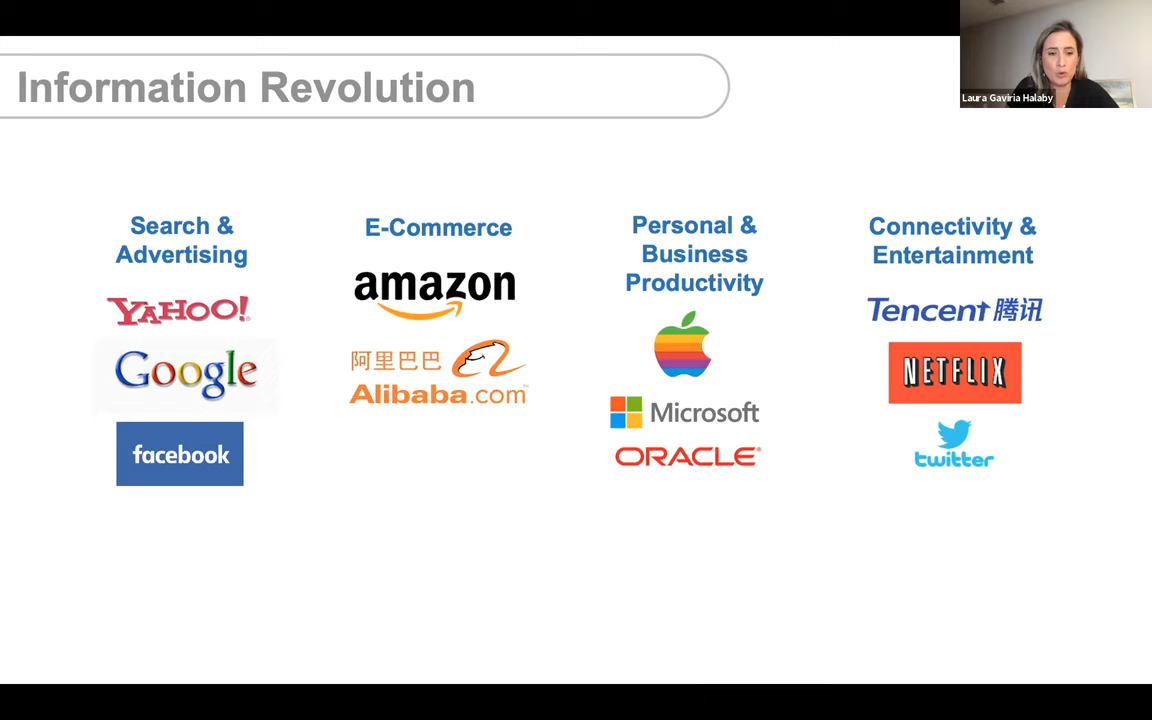 Information Revolution
Laura Gaviria Halaby
Search &
Advertising
YAHOO!
Google
facebook
E-Commerce
amazon
阿里巴巴
Alibaba.com™
Personal &
Business
Productivity
Microsoft
ORACLE®
Connectivity &
Entertainment
Tencent 腾讯
NETFLIX
twitter